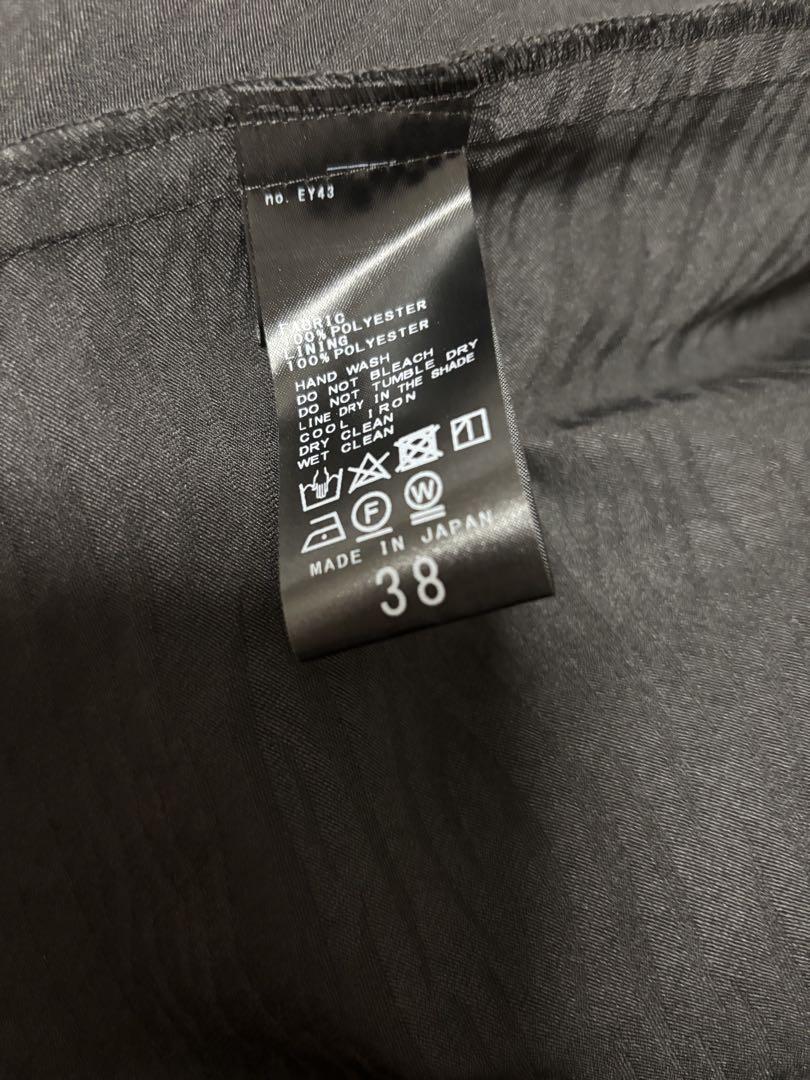 no. EY43
FABRIC
100%POLYESTER
LINING
100%POLYESTER
HAND WASH
DO NOT BLEACH
DO NOT TUMBLE DRY
LINE DRY IN THE SHADE
COOL IRON
DRY CLEAN
WET CLEAN
F
W
MADE IN JAPAN
38